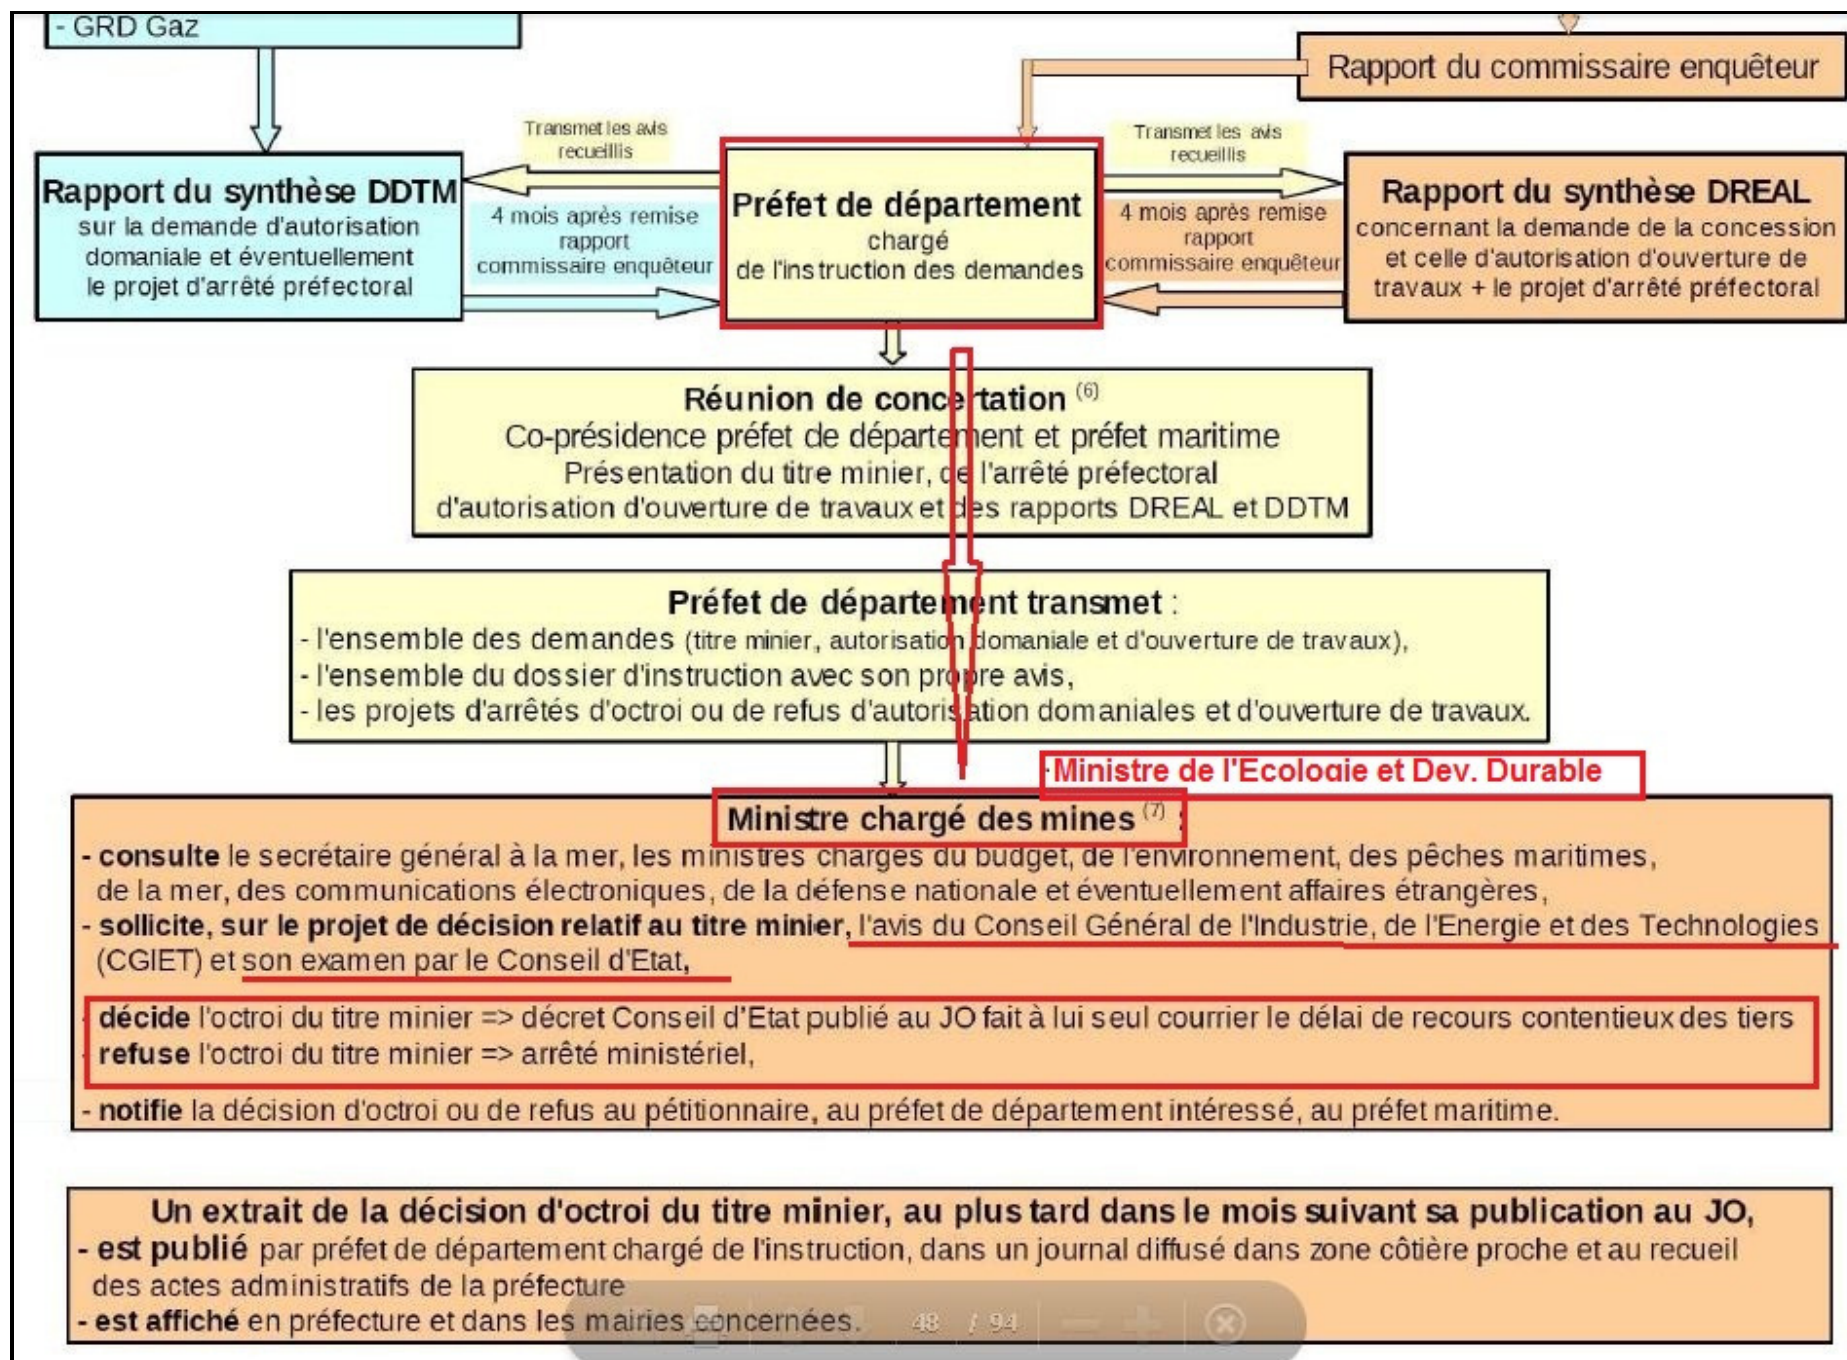 - GRD Gaz
Rapport du commissaire enquêteur
Transmet les avis
recueillis
Transmet les avis
recueillis
Rapport du synthèse DDTM
sur la demande d'autorisation
domaniale et éventuellement
le projet d'arrêté préfectoral
4 mois après remise
rapport
commissaire enquêteur
Préfet de département
chargé
de l'instruction des demandes
4 mois après remise
rapport
commissaire enquêteur
Rapport du synthèse DREAL
concernant la demande de la concession
et celle d'autorisation d'ouverture de
travaux + le projet d'arrêté préfectoral
Réunion de concertation (6)
Co-présidence préfet de département et préfet maritime
Présentation du titre minier, de l'arrêté préfectoral
d'autorisation d'ouverture de travaux et des rapports DREAL et DDTM
Préfet de département transmet :
- l'ensemble des demandes (titre minier, autorisation domaniale et d'ouverture de travaux),
- l'ensemble du dossier d'instruction avec son propre avis,
- les projets d'arrêtés d'octroi ou de refus d'autorisation domaniales et d'ouverture de travaux.
Ministre de l'Ecologie et Dev. Durable
Ministre chargé des mines (7) :
- consulte le secrétaire général à la mer, les ministres chargés du budget, de l'environnement, des pêches maritimes,
de la mer, des communications électroniques, de la défense nationale et éventuellement affaires étrangères,
- sollicite, sur le projet de décision relatif au titre minier, l'avis du Conseil Général de l'Industrie, de l'Energie et des Technologies
(CGIET) et son examen par le Conseil d'Etat,
- décide l'octroi du titre minier => décret Conseil d'Etat publié au JO fait à lui seul courrier le délai de recours contentieux des tiers
- refuse l'octroi du titre minier => arrêté ministériel,
- notifie la décision d'octroi ou de refus au pétitionnaire, au préfet de département intéressé, au préfet maritime.
Un extrait de la décision d'octroi du titre minier, au plus tard dans le mois suivant sa publication au JO,
- est publié par préfet de département chargé de l'instruction, dans un journal diffusé dans zone côtière proche et au recueil
des actes administratifs de la préfecture
- est affiché en préfecture et dans les mairies concernées.
48 / 94